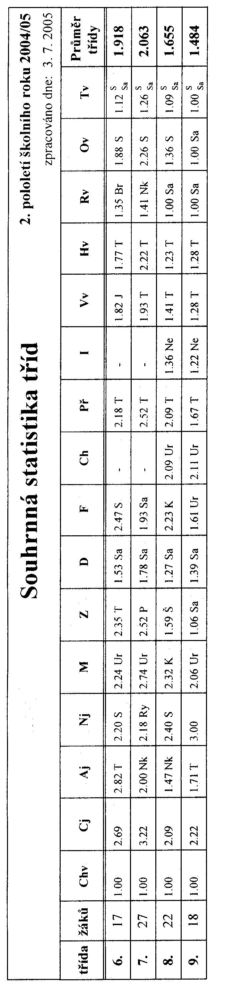 Souhrnná statistika tříd 2. pololetí školního roku 2004/05
zpracováno dne: 3. 7. 2005
třída žáků Chv Cj Aj Nj M Z D F Ch Př I Vv Hv Rv Ov Tv Průměr třídy
6. 17 1.00 2.69 2.82 T 2.20 S 2.24 Ur 2.35 T 1.53 Sa 2.47 S - 2.18 T - 1.82 J 1.77 T 1.35 Br 1.88 S 1.12 S Sa 1.918
7. 27 1.00 3.22 2.00 Nk 2.18 Ry 2.74 Ur 2.52 P 1.78 Sa 1.93 Sa - 2.52 T - 1.93 T 2.22 T 1.41 Nk 2.26 S 1.26 S Sa 2.063
8. 22 1.00 2.09 1.47 Nk 2.40 S 2.32 K 1.59 Š 1.27 Sa 2.23 K 2.09 Ur 2.09 T 1.36 Ne 1.41 T 1.23 T 1.00 Sa 1.36 S 1.09 S Sa 1.655
9. 18 1.00 2.22 1.71 T 3.00 2.06 Ur 1.06 Sa 1.39 Sa 1.61 Ur 2.11 Ur 1.67 T 1.22 Ne 1.28 T 1.28 T 1.00 Sa 1.00 Sa 1.00 S Sa 1.484